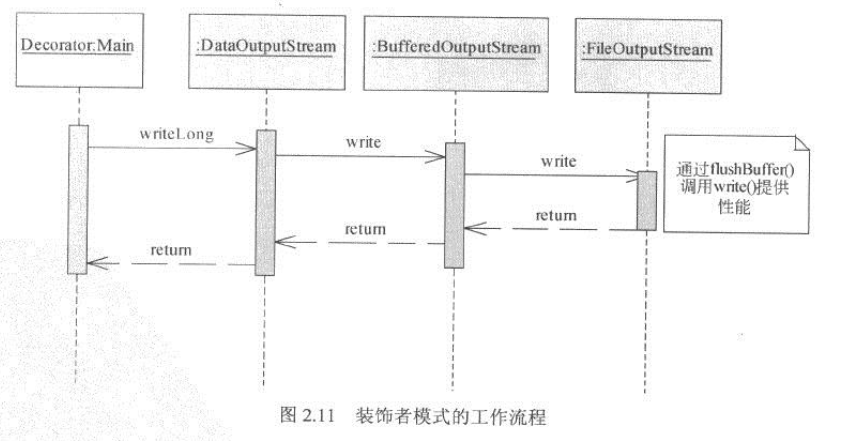 Decorator:Main
:DataOutputStream
:BufferedOutputStream
:FileOutputStream
writeLong
write
write
通过flushBuffer()
调用write()提供
性能
return
return
return
图 2.11 装饰者模式的工作流程